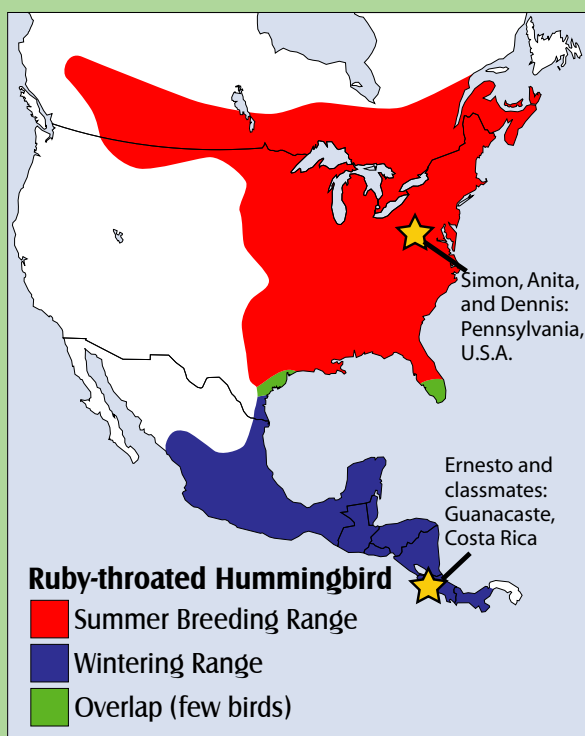 Simon, Anita,
and Dennis:
Pennsylvania,
U.S.A.
Ernesto and
classmates:
Guanacaste,
Costa Rica
Ruby-throated Hummingbird
Summer Breeding Range
Wintering Range
Overlap (few birds)